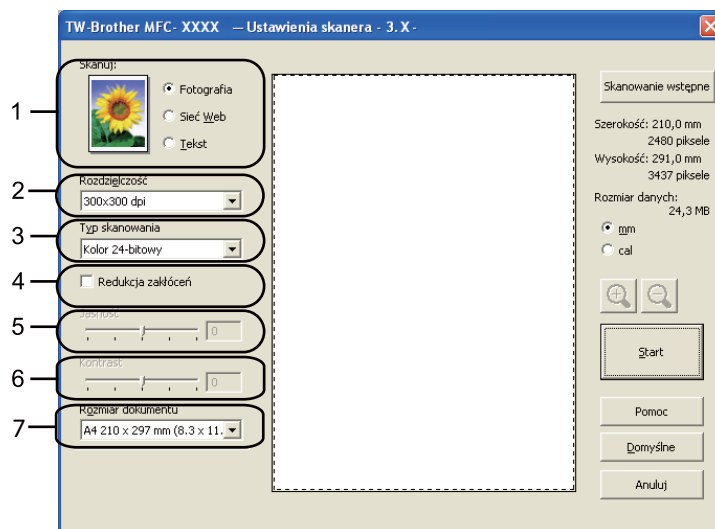 TW-Brother MFC- XXXX — Ustawienia skanera - 3. X -
1
Skanuj:
Fotografia
Sieć Web
Tekst
2
Rozdzielczość
300x300 dpi
3
Typ skanowania
Kolor 24-bitowy
4
Redukcja zakłóceń
5
Jasność
0
6
Kontrast
0
7
Rozmiar dokumentu
A4 210 x 297 mm (8.3 x 11.
Skanowanie wstępne
Szerokość: 210,0 mm
2480 piksele
Wysokość: 291,0 mm
3437 piksele
Rozmiar danych:
24,3 MB
mm
cal
Start
Pomoc
Domyślne
Anuluj